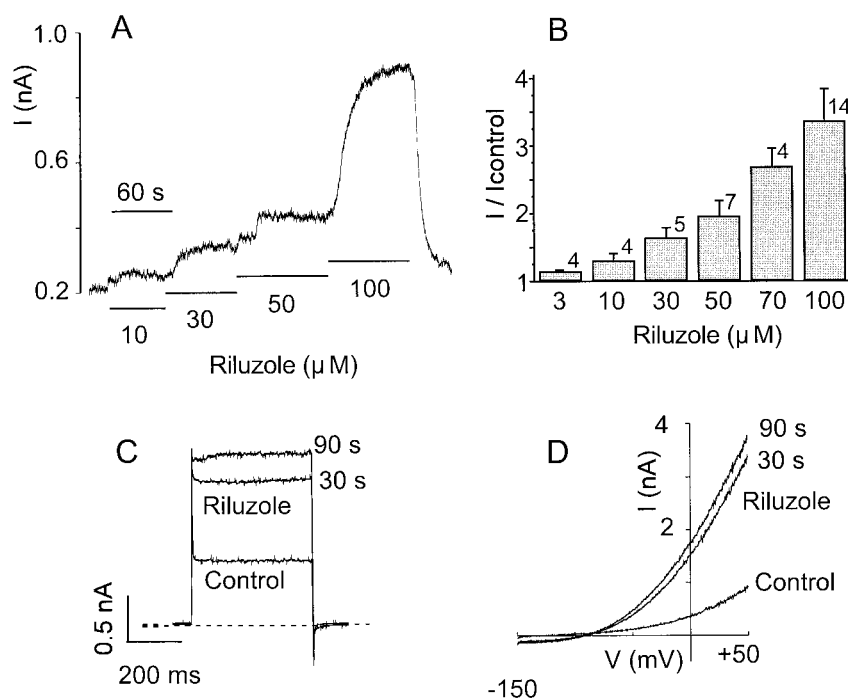 A
I (nA)
1.0
0.6
0.2
60 s
10
30
50
100
Riluzole (µM)
B
I / Icontrol
4
3
2
1
4
4
5
7
4
14
3 10 30 50 70 100
Riluzole (µM)
C
90 s
30 s
Riluzole
Control
0.5 nA
200 ms
D
I (nA)
4
2
90 s
30 s
Riluzole
Control
V (mV)
+50
-150